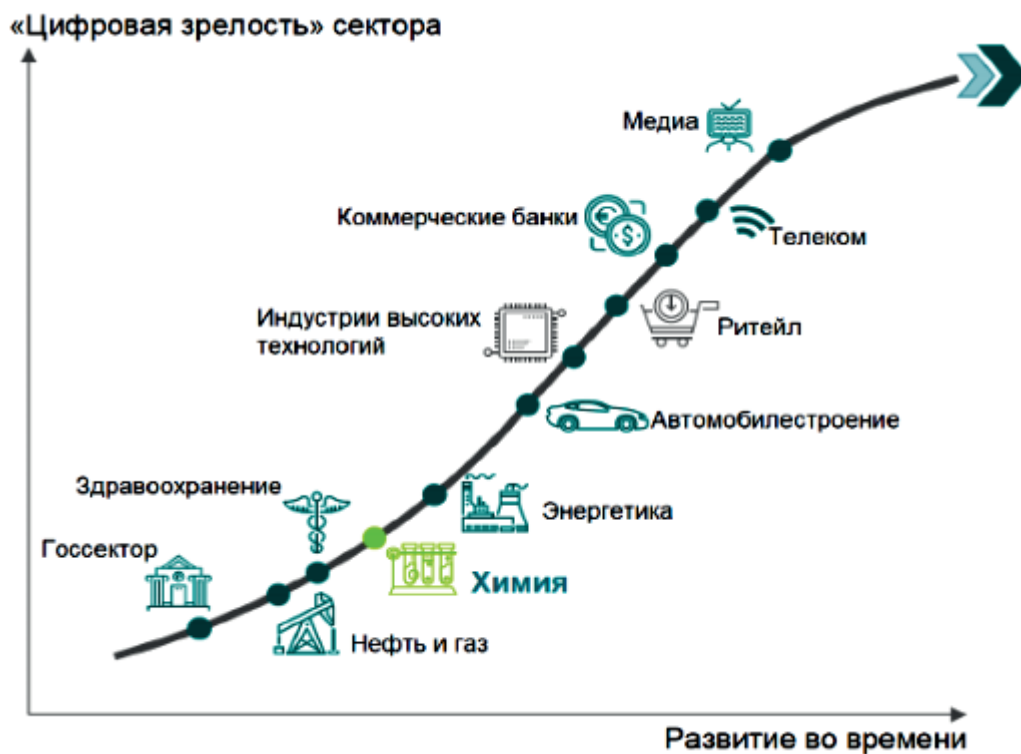 «Цифровая зрелость» сектора
Медиа
Коммерческие банки
Телеком
Индустрии высоких
технологий
Ритейл
Автомобилестроение
Здравоохранение
Энергетика
Госсектор
Химия
Нефть и газ
Развитие во времени